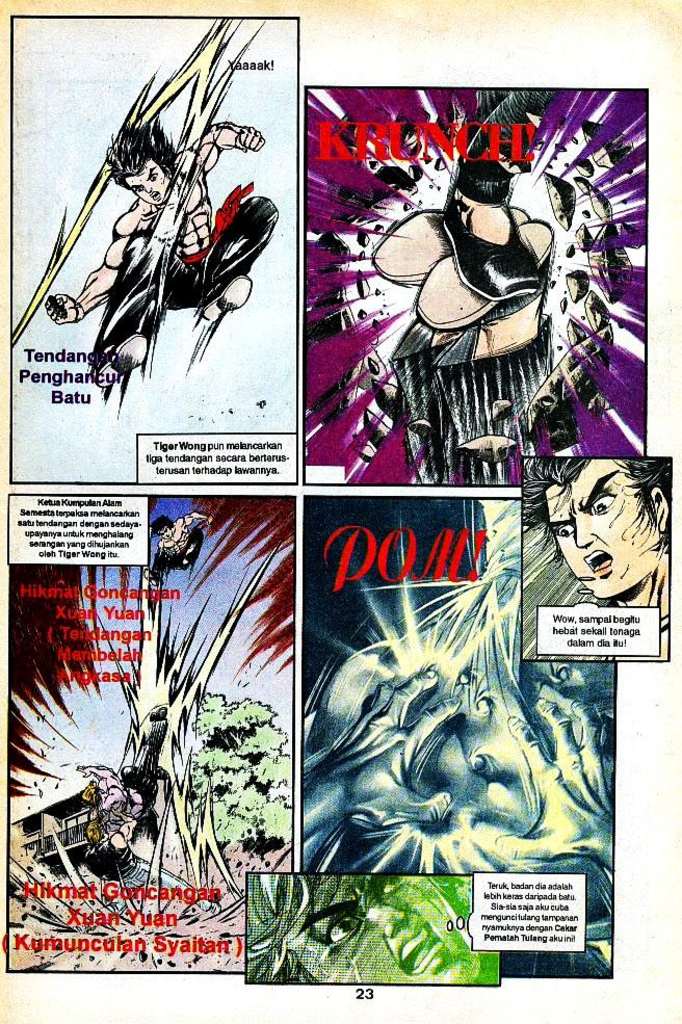 Yaaaak!
Tendangan
Penghancur
Batu
Tiger Wong pun melancarkan
tiga tendangan secara berterus-
terusan terhadap lawannya.
KRUNCH!
Ketua Kumpulan Alam
Semesta terpaksa melancarkan
satu tendangan dengan sedaya-
upayanya untuk menghalang
serangan yang dihujankan
oleh Tiger Wong itu.
Hikmat Goncangan
Xuan Yuan
( Tendangan
Membelah
Angkasa )
Hikmat Goncangan
Xuan Yuan
( Kumunculan Syaitan )
POM!
Wow, sampai begitu
hebat sekali tenaga
dalam dia itu!
Teruk, badan dia adalah
lebih keras daripada batu.
Sia-sia saja aku cuba
mengunci tulang tampanan
nyamuknya dengan Cakar
Pematah Tulang aku ini!
23